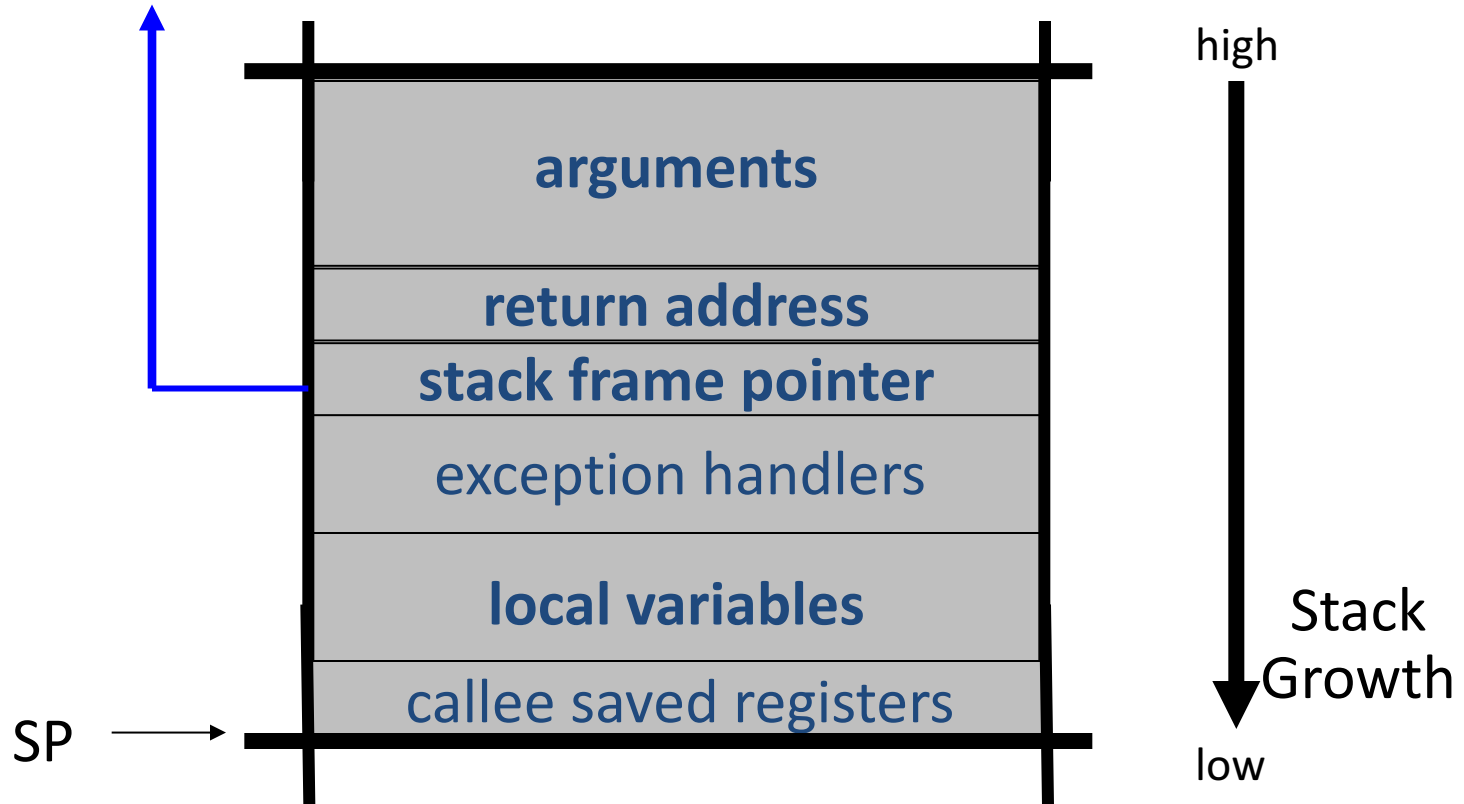 high
arguments
return address
stack frame pointer
exception handlers
local variables
Stack
Growth
callee saved registers
SP
low